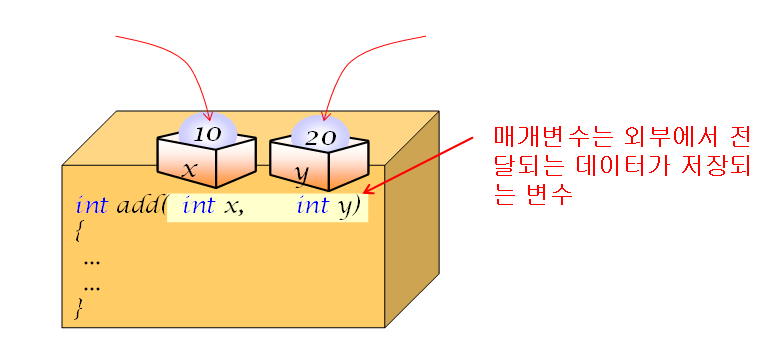 10 20
x y
매개변수는 외부에서 전
달되는 데이터가 저장되
는 변수
int add( int x, int y)
{
...
...
}